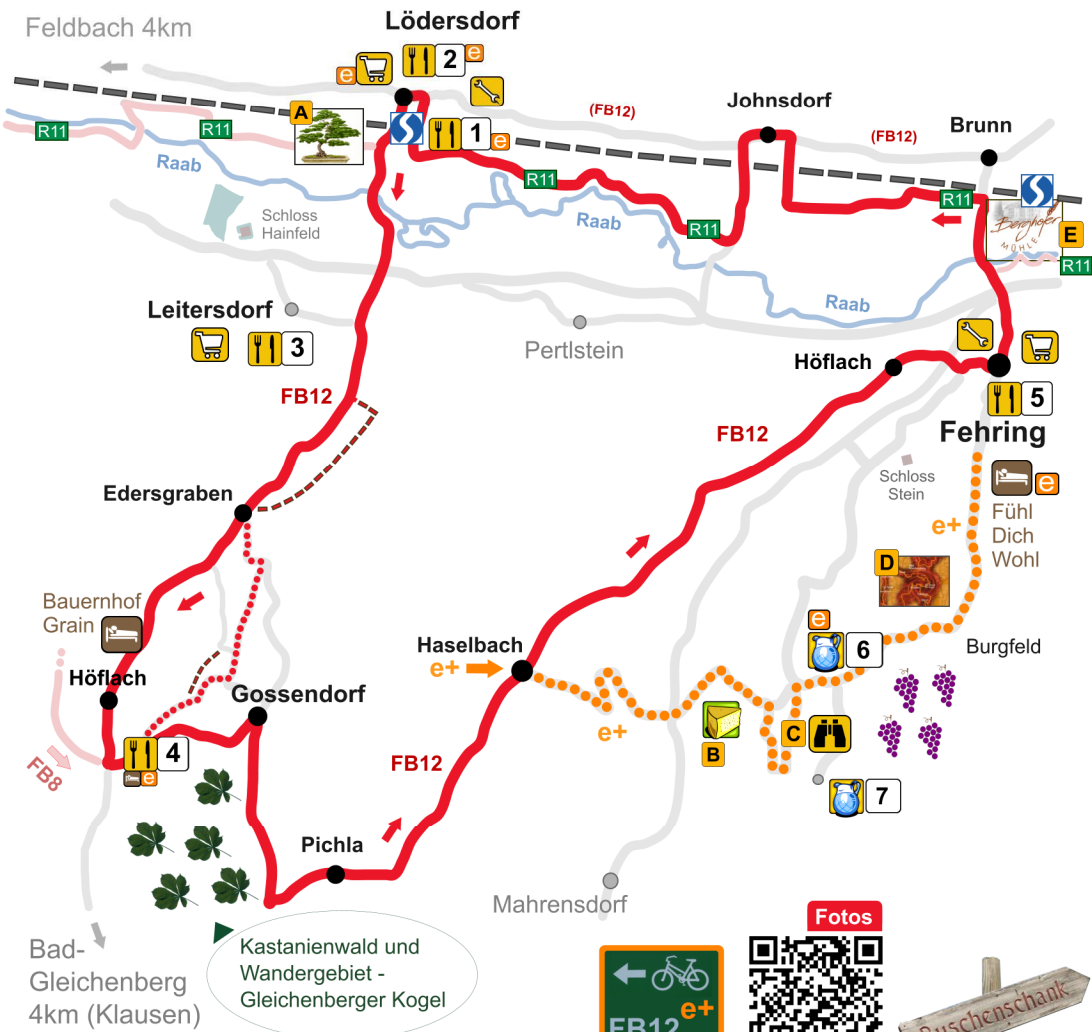 Feldbach 4km
Lödersdorf
e
2
e
A
1
e
(FB12)
Johnsdorf
(FB12)
Brunn
R11
R11
R11
R11
R11
R11
Raab
Raab
Raab
Berghofer
MÜHLE
E
Schloss
Hainfeld
Leitersdorf
3
Pertlstein
FB12
Höflach
5
Fehring
FB12
Edersgraben
Schloss
Stein
e
e+
Fühl
Dich
Wohl
D
Bauernhof
Grain
Höflach
Gossendorf
Haselbach
e+
e
6
Burgfeld
4
e
FB8
e+
B
C
FB12
7
Pichla
Mahrensdorf
Kastanienwald und
Wandergebiet -
Gleichenberger Kogel
Bad-
Gleichenberg
4km (Klausen)
Fotos
e+
FB12
Buschenschank